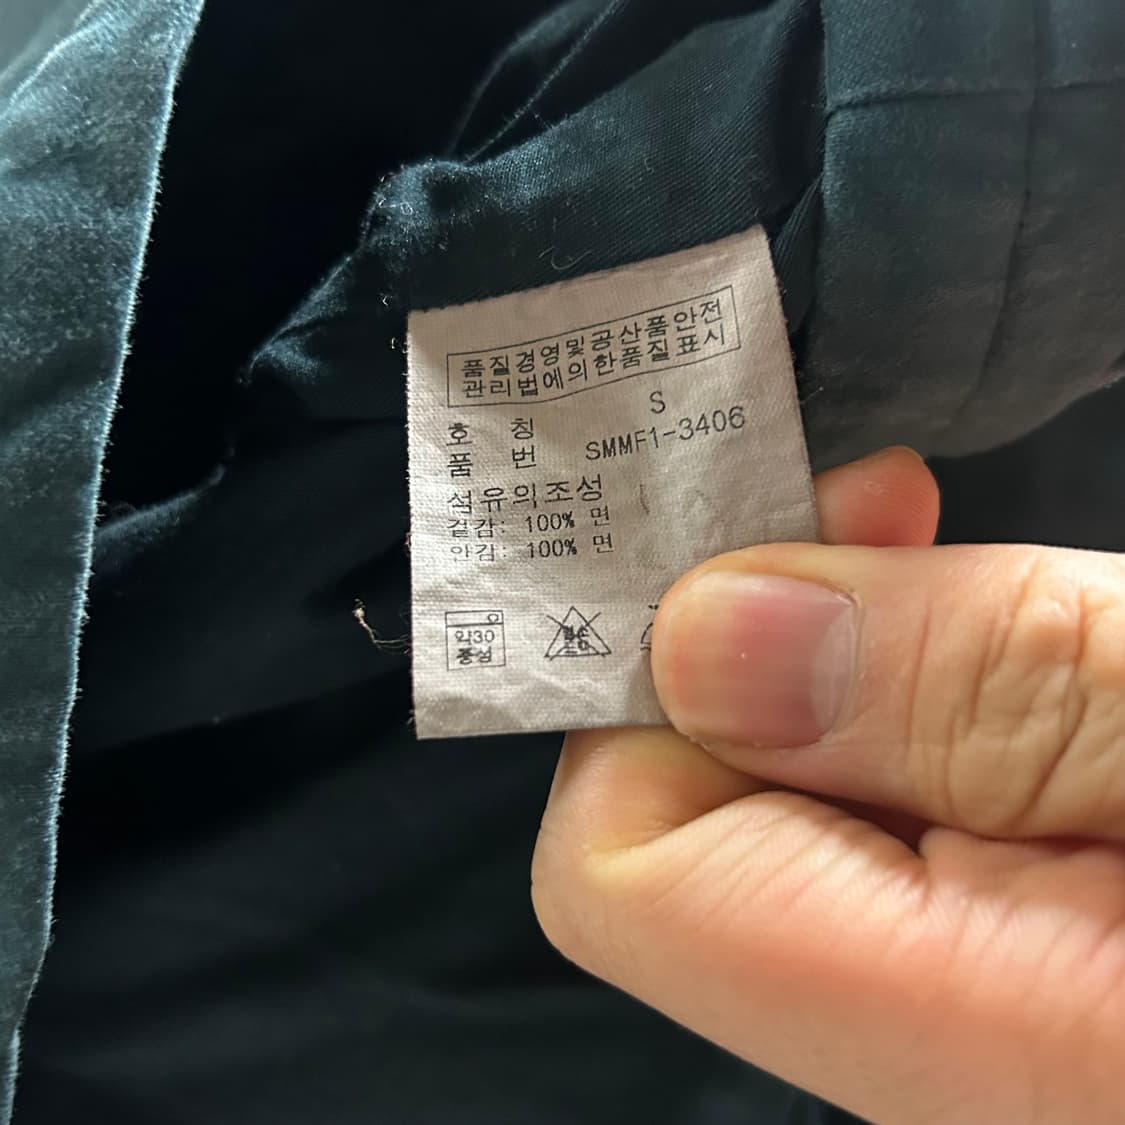 품질경영및공산품안전
관리법에의한품질표시
호 칭 S
품 번 SMMF1-3406
섬유의조성
겉감: 100% 면
안감: 100% 면
약30
중성